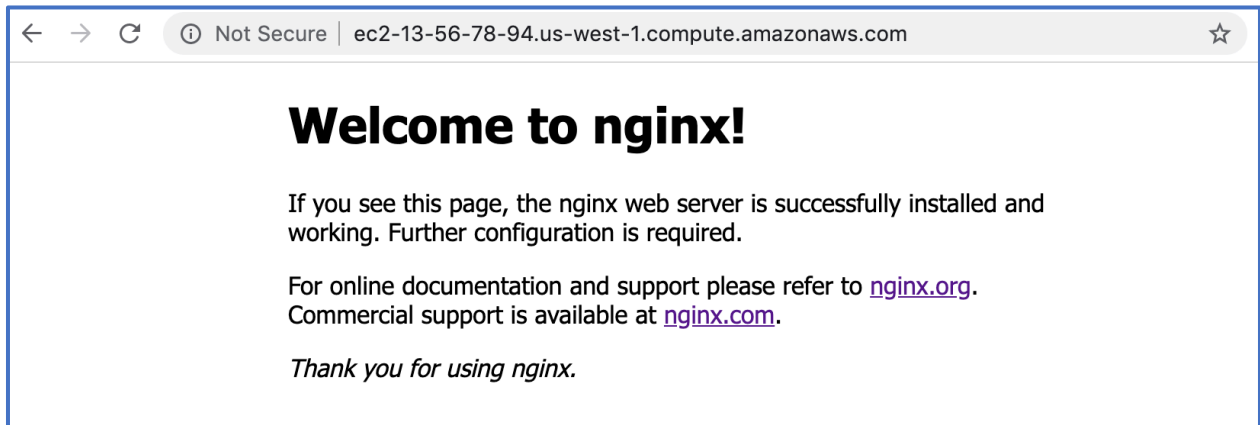 Not Secure | ec2-13-56-78-94.us-west-1.compute.amazonaws.com
Welcome to nginx!
If you see this page, the nginx web server is successfully installed and
working. Further configuration is required.
For online documentation and support please refer to nginx.org.
Commercial support is available at nginx.com.
Thank you for using nginx.